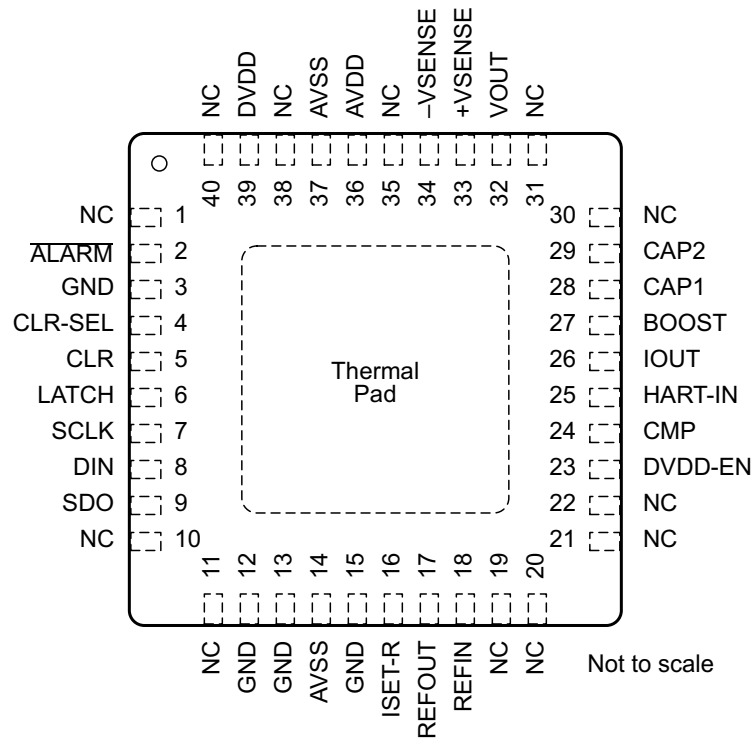 NC
DVDD
NC
AVSS
AVDD
NC
–VSENSE
+VSENSE
VOUT
NC
40
39
38
37
36
35
34
33
32
31
NC 1
ALARM 2
GND 3
CLR-SEL 4
CLR 5
LATCH 6
SCLK 7
DIN 8
SDO 9
NC 10
Thermal
Pad
30 NC
29 CAP2
28 CAP1
27 BOOST
26 IOUT
25 HART-IN
24 CMP
23 DVDD-EN
22 NC
21 NC
11
12
13
14
15
16
17
18
19
20
NC
GND
GND
AVSS
GND
ISET-R
REFOUT
REFIN
NC
NC
Not to scale